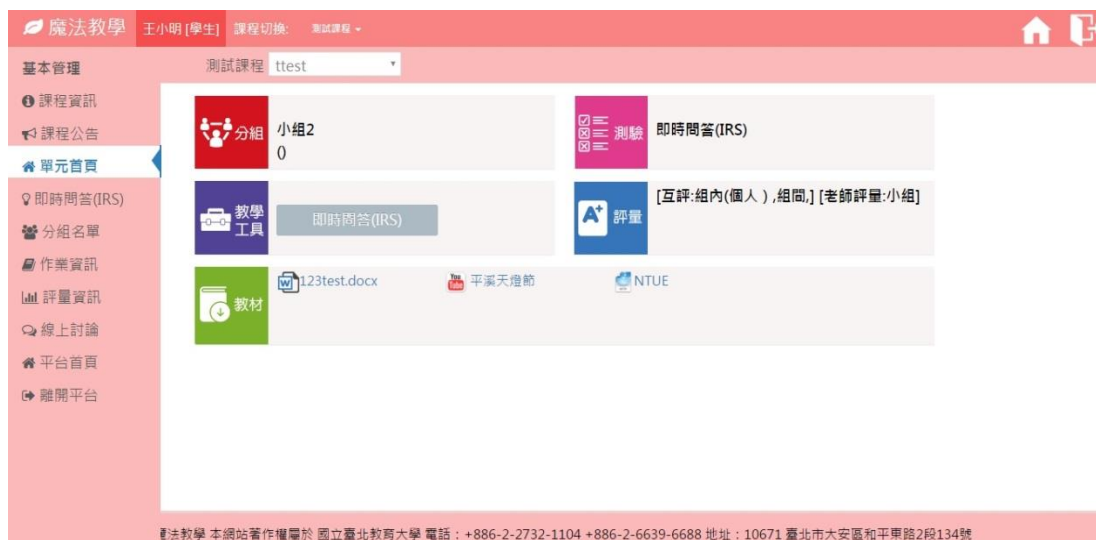 魔法教學 王小明 [學生] 課程切換: 測試課程
基本管理
測試課程 ttest
課程資訊
課程公告
單元首頁
即時問答(IRS)
分組名單
作業資訊
評量資訊
線上討論
平台首頁
離開平台
分組
小組2
()
測驗
即時問答(IRS)
教學
工具
即時問答(IRS)
評量
[互評:組內(個人 ) ,組間,] [老師評量:小組]
教材
123test.docx
平溪天燈節
NTUE
法教學 本網站著作權屬於 國立臺北教育大學 電話：+886-2-2732-1104 +886-2-6639-6688 地址：10671 臺北市大安區和平東路2段134號